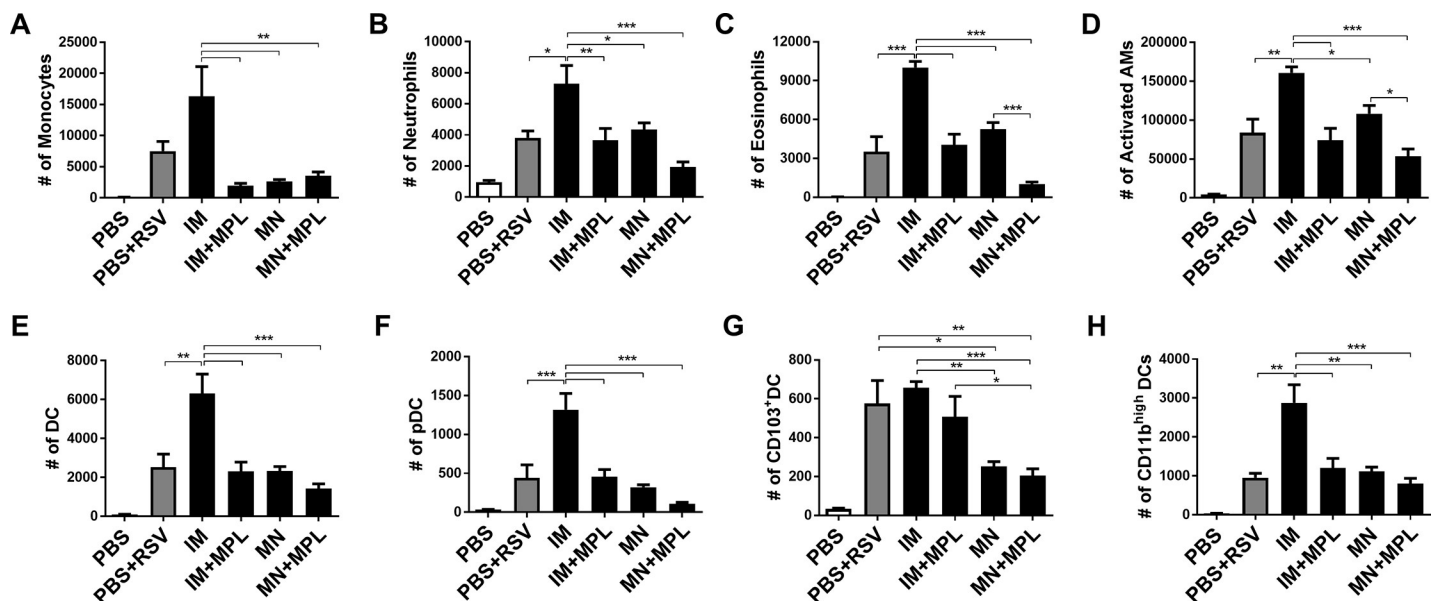 A
# of Monocytes
25000
20000
15000
10000
5000
0
**
PBS
PBS+RSV
IM
IM+MPL
MN
MN+MPL
B
# of Neutrophils
10000
8000
6000
4000
2000
0
***
*
* **
PBS
PBS+RSV
IM
IM+MPL
MN
MN+MPL
C
# of Eosinophils
12000
9000
6000
3000
0
***
***
***
PBS
PBS+RSV
IM
IM+MPL
MN
MN+MPL
D
# of Activated AMs
200000
150000
100000
50000
0
***
** *
*
PBS
PBS+RSV
IM
IM+MPL
MN
MN+MPL
E
# of DC
8000
6000
4000
2000
0
***
**
PBS
PBS+RSV
IM
IM+MPL
MN
MN+MPL
F
# of pDC
2000
1500
1000
500
0
***
***
PBS
PBS+RSV
IM
IM+MPL
MN
MN+MPL
G
# of CD103+DC
800
600
400
200
0
**
*
***
**
*
PBS
PBS+RSV
IM
IM+MPL
MN
MN+MPL
H
# of CD11bhigh DCs
4000
3000
2000
1000
0
***
**
**
PBS
PBS+RSV
IM
IM+MPL
MN
MN+MPL